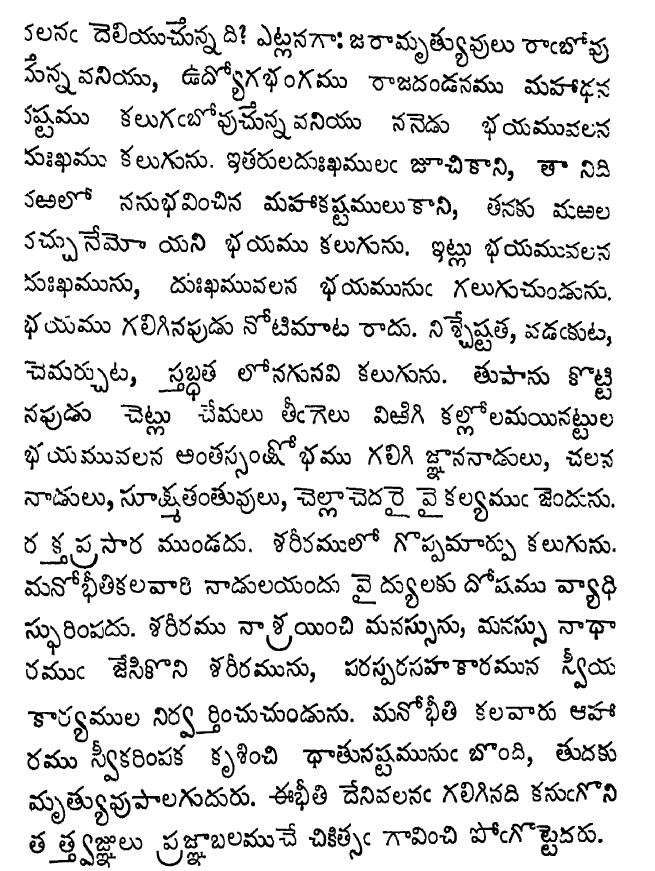 వలనఁ దెలియుచున్నది? ఎట్లనగా: జరామృత్యువులు రాఁబోవు
చున్నవనియు, ఉద్యోగభంగము రాజదండనము మహాధన
నష్టము కలుగఁబోవుచున్నవనియు ననెడు భయమువలన
దుఃఖము కలుగును. ఇతరులదుఃఖములఁ జూచికాని, తా నిది
వఱలో ననుభవించిన మహాకష్టములుకాని, తనకు మఱల
వచ్చునేమో యని భయము కలుగును. ఇట్లు భయమువలన
దుఃఖమును, దుఃఖమువలన భయమునుఁ గలుగుచుండును.
భయము గలిగినపుడు నోటిమాట రాదు. నిశ్చేష్టత, వడఁకుట,
చెమర్చుట, స్తబ్ధత లోనగునవి కలుగును. తుపాను కొట్టి
నపుడు చెట్లు చేమలు తీఁగెలు విఱిగి కల్లోలమయినట్టుల
భయమువలన అంతస్సంక్షోభము గలిగి జ్ఞాననాడులు, చలన
నాడులు, సూక్ష్మతంతువులు, చెల్లాచెదరై వైకల్యముఁ జెందును.
రక్తప్రసార ముండదు. శరీరములో గొప్పమార్పు కలుగును.
మనోభీతికలవారి నాడులయందు వైద్యులకు దోషము వ్యాధి
స్ఫురింపదు. శరీరము నాశ్రయించి మనస్సును, మనస్సు నాధా
రముఁ జేసికొని శరీరమును, పరస్పరసహకారమున స్వీయ
కార్యముల నిర్వర్తించుచుండును. మనోభీతి కలవారు ఆహా
రము స్వీకరింపక కృశించి ధాతునష్టమునుఁ బొంది, తుదకు
మృత్యువుపాలగుదురు. ఈభీతి దేనివలనఁ గలిగినది కనుఁగొని
తత్త్వజ్ఞులు ప్రజ్ఞాబలముచే చికిత్సఁ గావించి పోఁగొట్టెదరు.